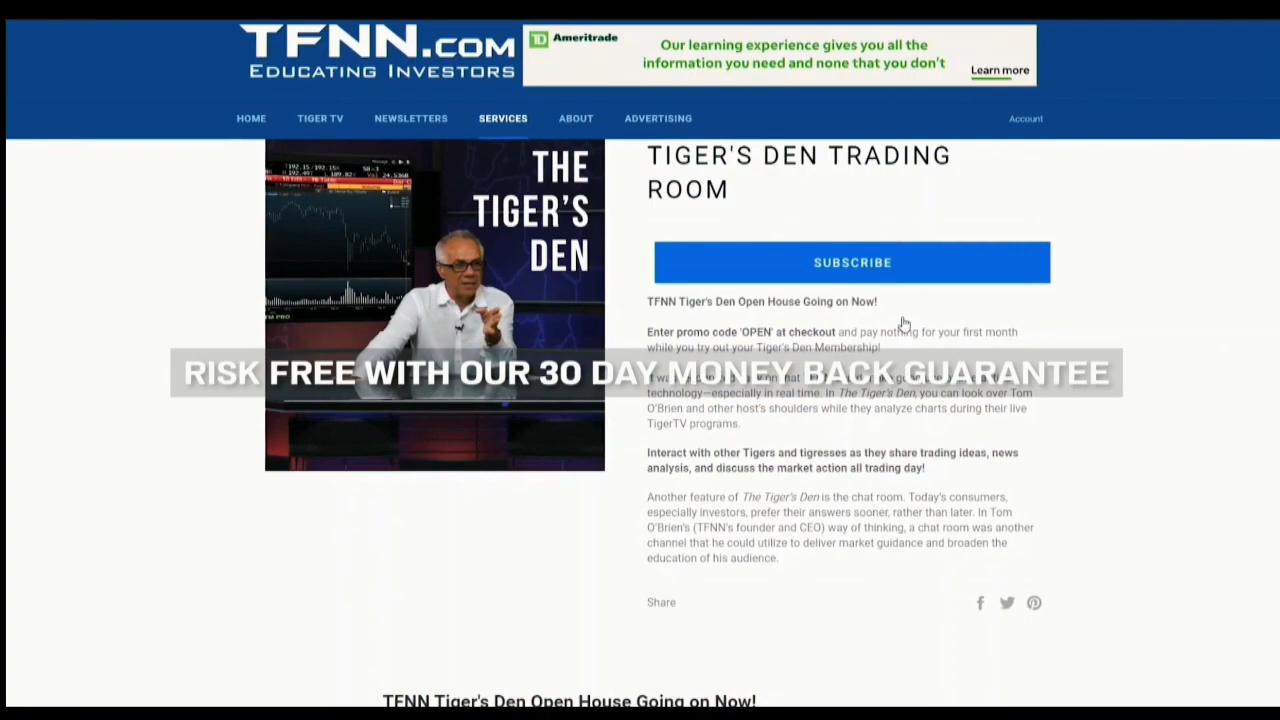 TFNN.COM
EDUCATING INVESTORS
TD Ameritrade
Our learning experience gives you all the
information you need and none that you don't
Learn more
HOME TIGER TV NEWSLETTERS SERVICES ABOUT ADVERTISING Account
THE
TIGER'S
DEN
TIGER'S DEN TRADING
ROOM
SUBSCRIBE
TFNN Tiger's Den Open House Going on Now!
Enter promo code 'OPEN' at checkout and pay nothing for your first month
while you try out your Tiger's Den Membership!
RISK FREE WITH OUR 30 DAY MONEY BACK GUARANTEE
technology—especially in real time. In The Tiger's Den, you can look over Tom
O'Brien and other host's shoulders while they analyze charts during their live
TigerTV programs.
Interact with other Tigers and tigresses as they share trading ideas, news
analysis, and discuss the market action all trading day!
Another feature of The Tiger's Den is the chat room. Today's consumers,
especially investors, prefer their answers sooner, rather than later. In Tom
O'Brien's (TFNN's founder and CEO) way of thinking, a chat room was another
channel that he could utilize to deliver market guidance and broaden the
education of his audience.
Share
TFNN Tiger's Den Open House Going on Now!